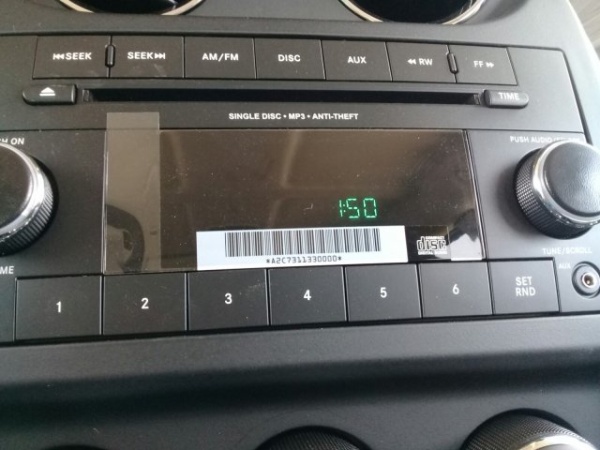 ⏮SEEK SEEK⏭ AM/FM DISC AUX ◂◂ RW FF ▸▸
TIME
SINGLE DISC • MP3 • ANTI-THEFT
ON
PUSH AUDIO
1:50
*A2C7311330000*
disc
TUNE/SCROLL
AUX
1 2 3 4 5 6 SET RND